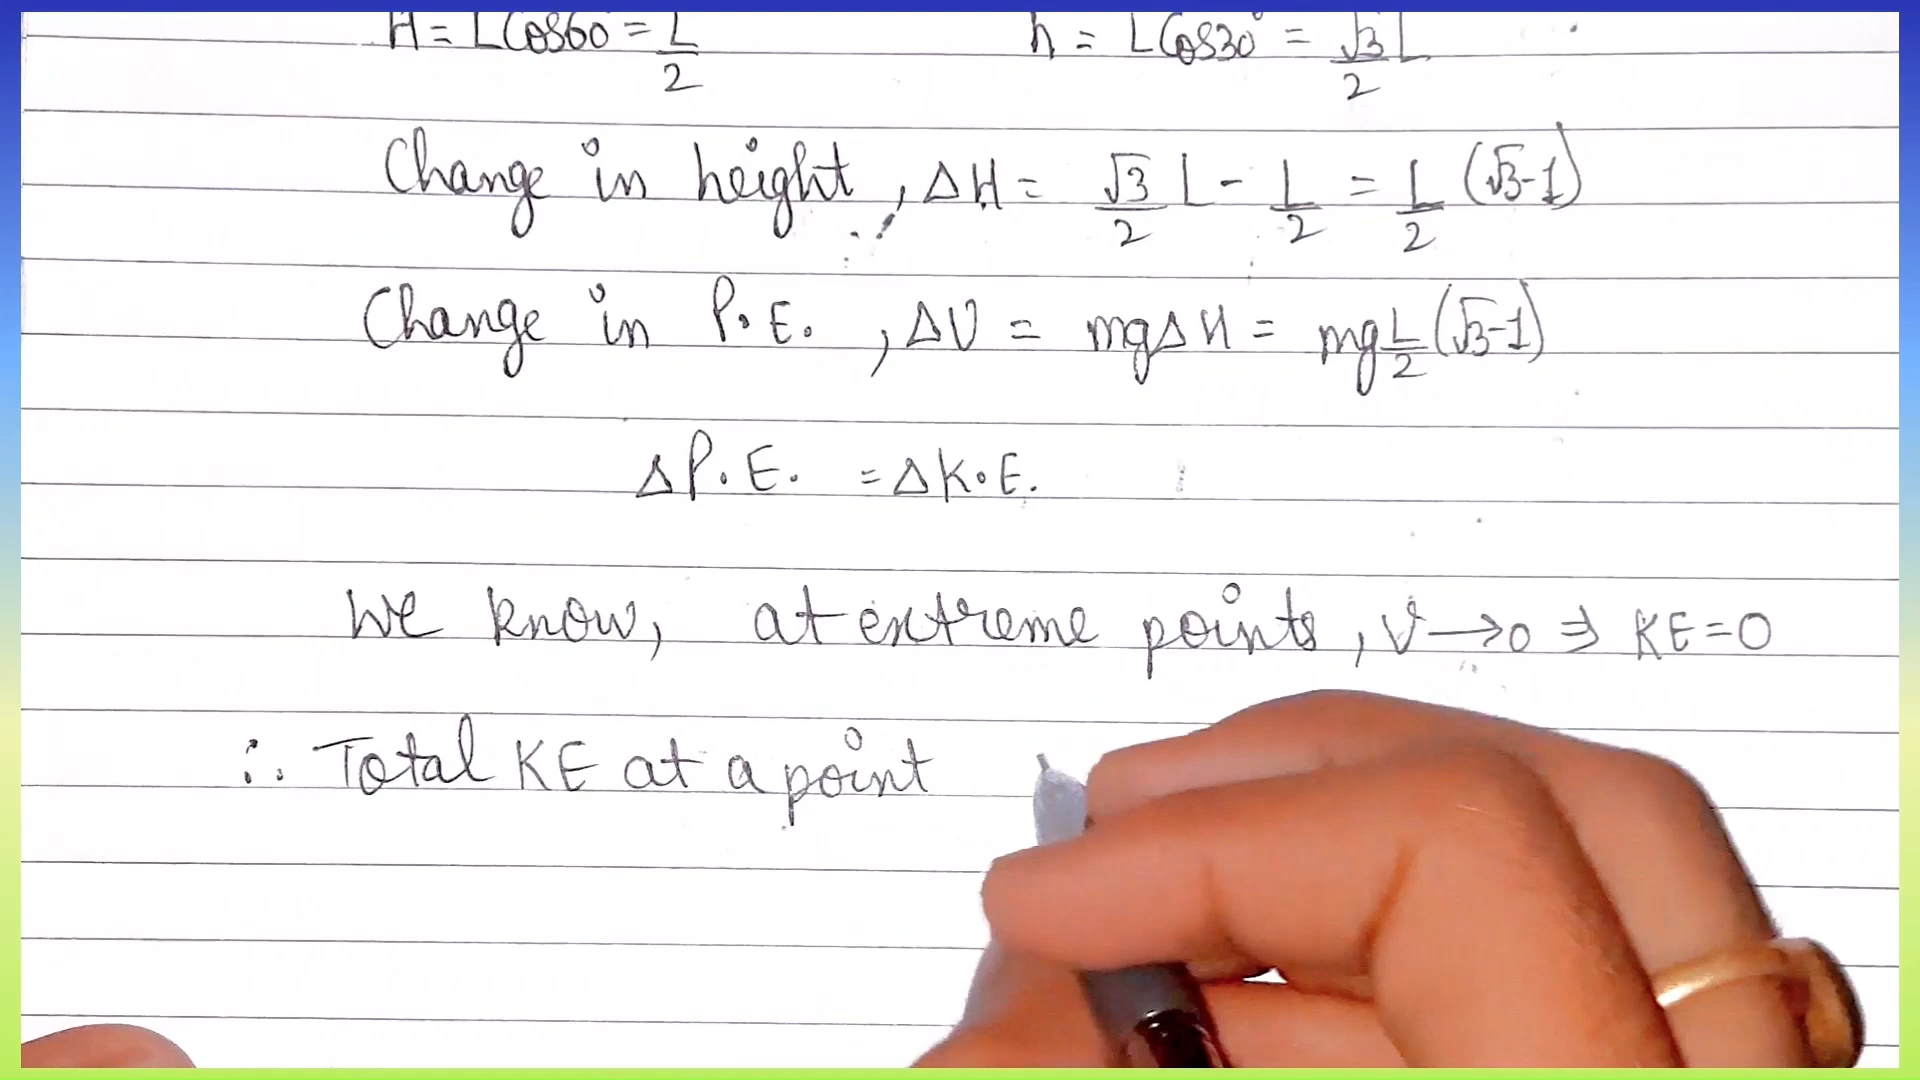 H = L Cos60° = L/2 h = L Cos30° = √3/2 L
Change in height, ΔH = √3/2 L - L/2 = L/2 (√3-1)
Change in P.E., ΔU = mgΔH = mg L/2 (√3-1)
ΔP.E. = ΔK.E.
We know, at extreme points, V → 0 ⇒ KE = 0
∴ Total KE at a point